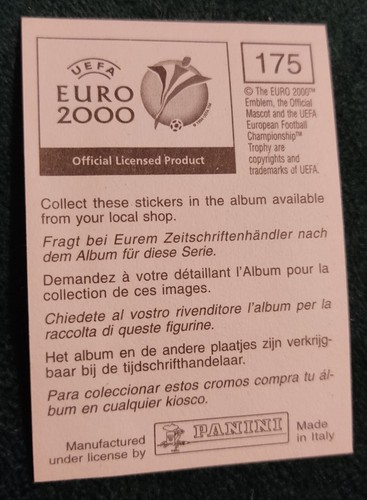 UEFA
EURO
2000
Official Licensed Product
175
© The EURO 2000™
Emblem, the Official
Mascot and the UEFA
European Football
Championship™
Trophy are
copyrights and
trademarks of UEFA.
Collect these stickers in the album available
from your local shop.
Fragt bei Eurem Zeitschriftenhändler nach
dem Album für diese Serie.
Demandez à votre détaillant l'Album pour la
collection de ces images.
Chiedete al vostro rivenditore l'album per la
raccolta di queste figurine.
Het album en de andere plaatjes zijn verkrijg-
baar bij de tijdschrifthandelaar.
Para coleccionar estos cromos compra tu ál-
bum en cualquier kiosco.
Manufactured
under license by
PANINI
Made
in Italy